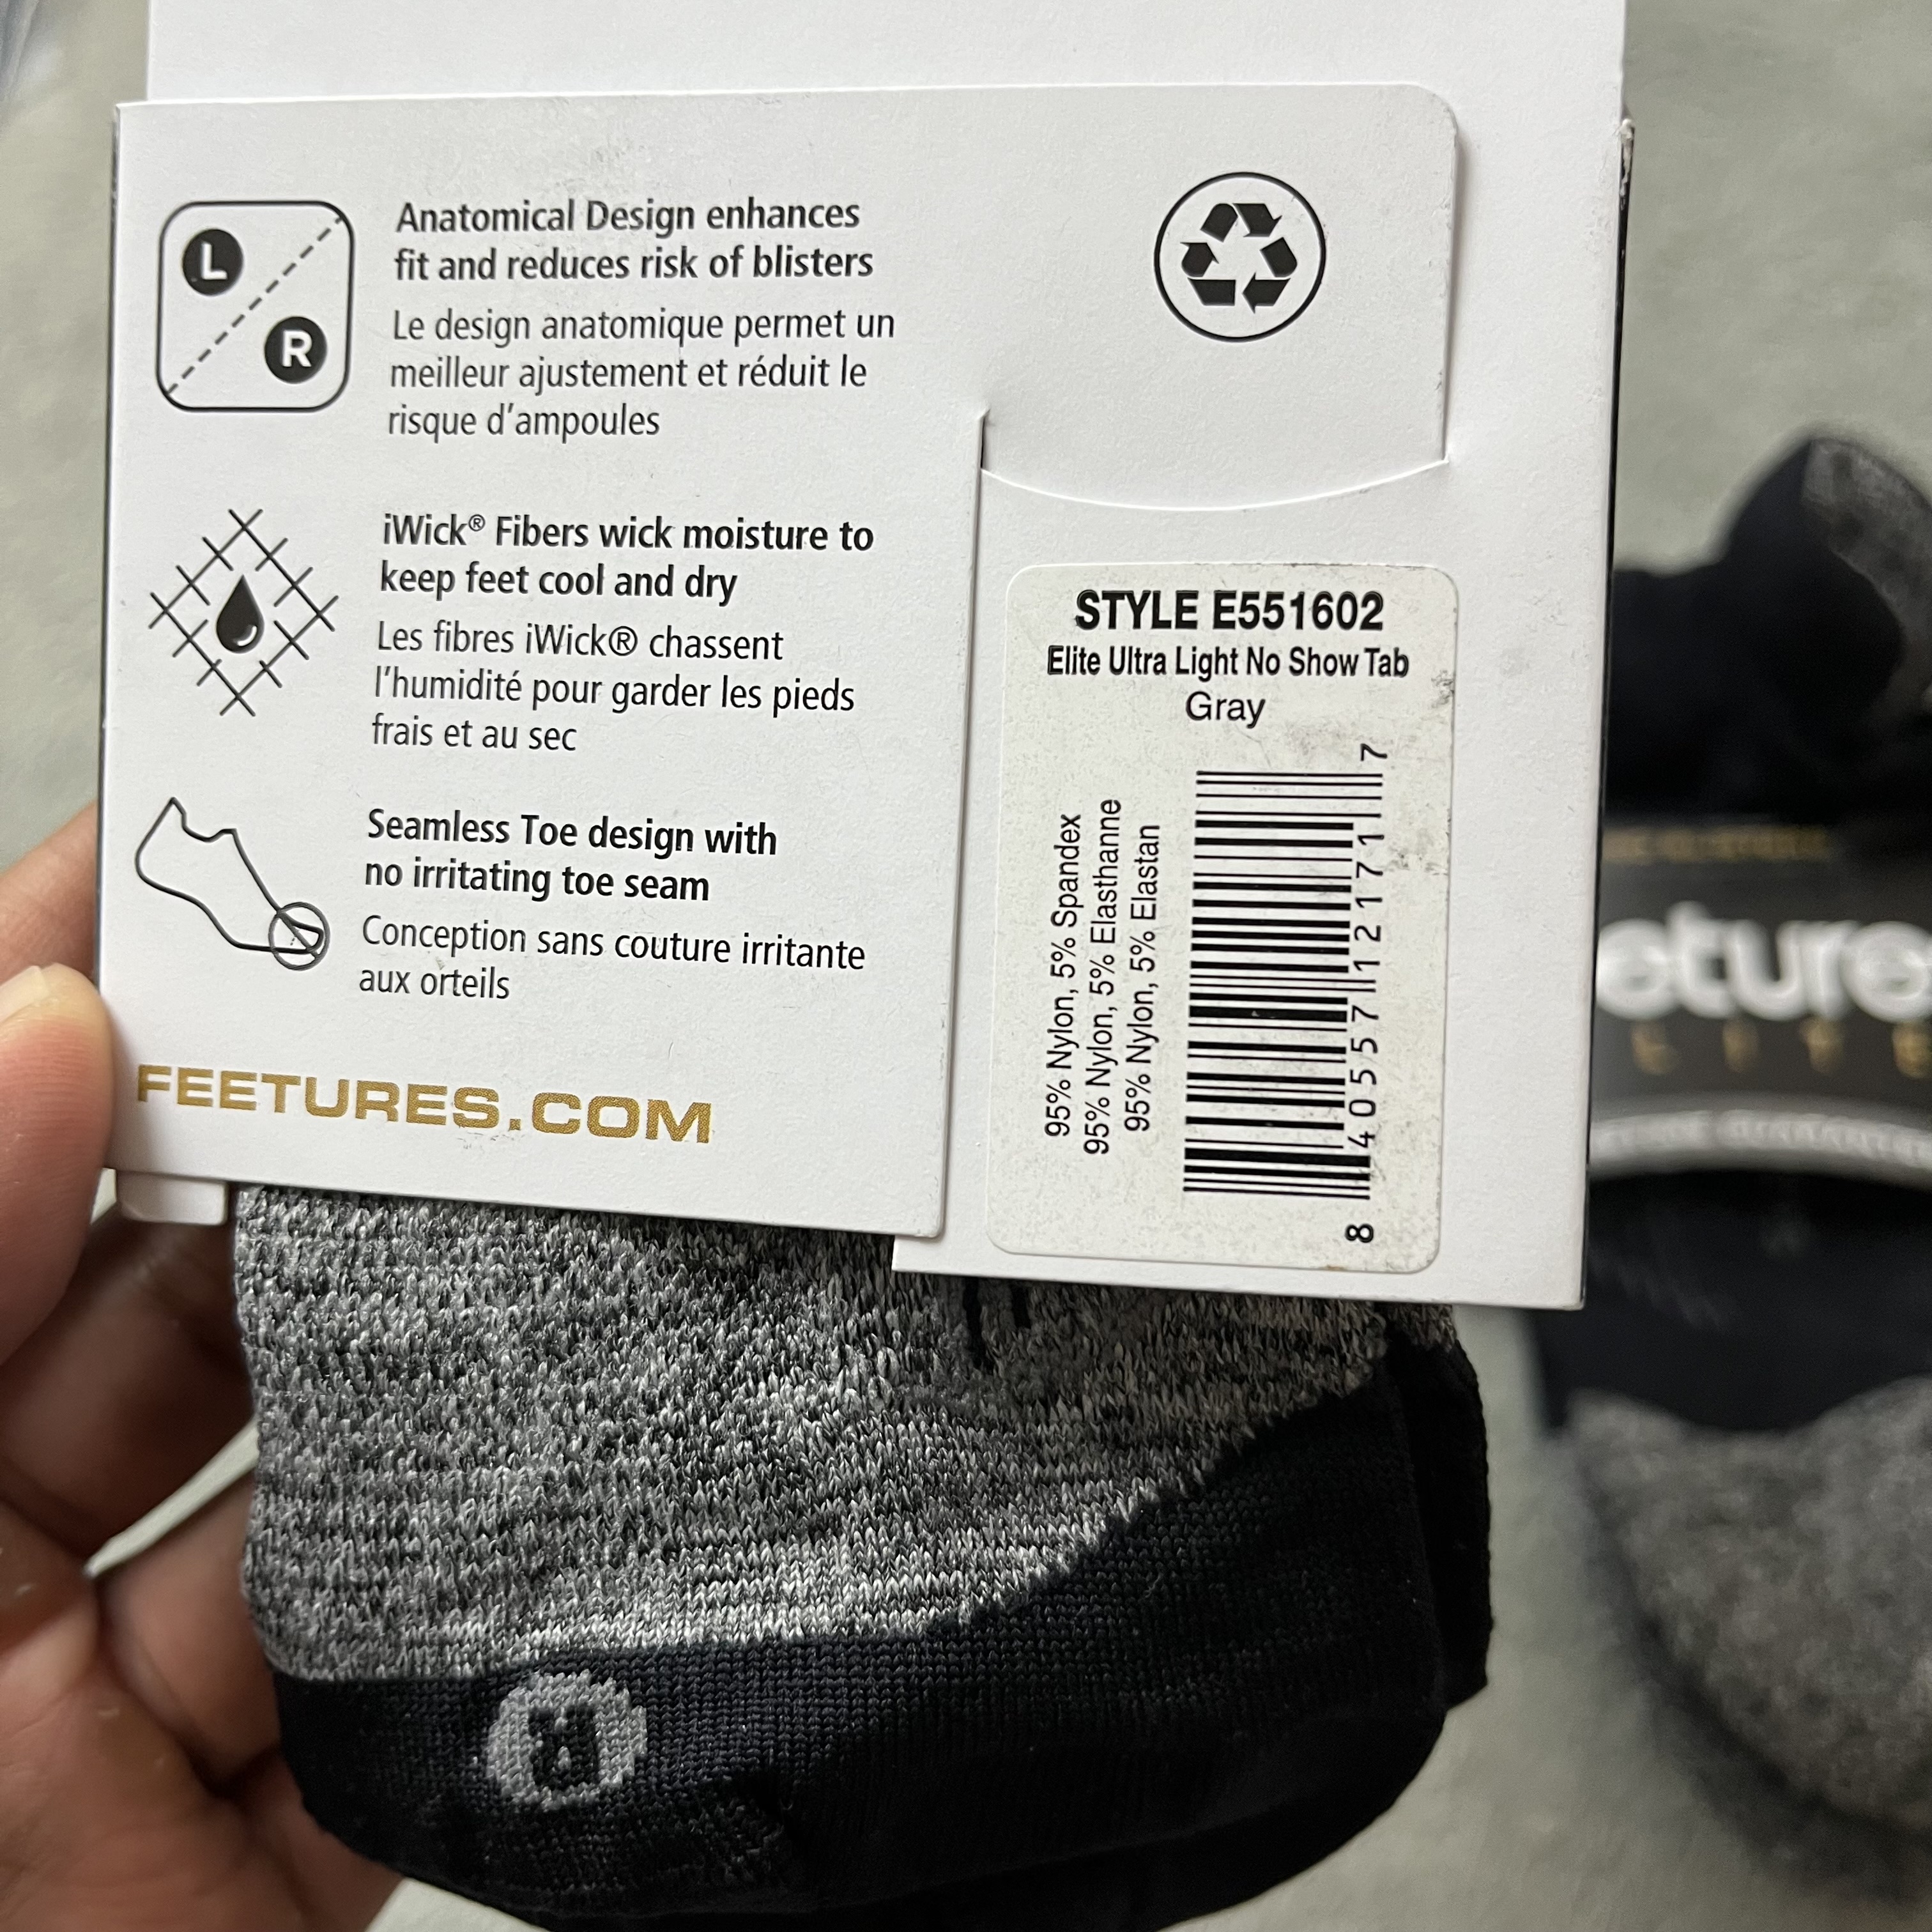 L
R
Anatomical Design enhances
fit and reduces risk of blisters
Le design anatomique permet un
meilleur ajustement et réduit le
risque d'ampoules
iWick® Fibers wick moisture to
keep feet cool and dry
Les fibres iWick® chassent
l'humidité pour garder les pieds
frais et au sec
Seamless Toe design with
no irritating toe seam
Conception sans couture irritante
aux orteils
FEETURES.COM
STYLE E551602
Elite Ultra Light No Show Tab
Gray
95% Nylon, 5% Spandex
95% Nylon, 5% Elasthanne
95% Nylon, 5% Elastan
8 40557 12171 7
R